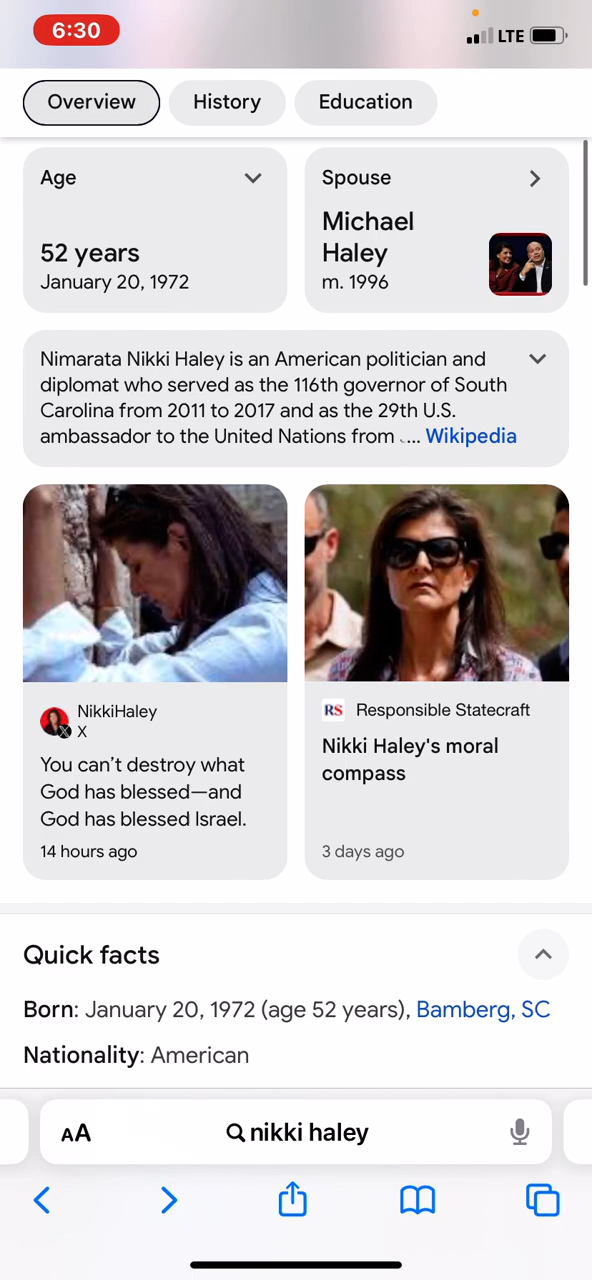 6:30
LTE
Overview
History
Education
Age
52 years
January 20, 1972
Spouse
Michael
Haley
m. 1996
Nimarata Nikki Haley is an American politician and
diplomat who served as the 116th governor of South
Carolina from 2011 to 2017 and as the 29th U.S.
ambassador to the United Nations from ... Wikipedia
NikkiHaley
X
You can’t destroy what
God has blessed—and
God has blessed Israel.
14 hours ago
RS Responsible Statecraft
Nikki Haley's moral
compass
3 days ago
Quick facts
Born: January 20, 1972 (age 52 years), Bamberg, SC
Nationality: American
AA nikki haley